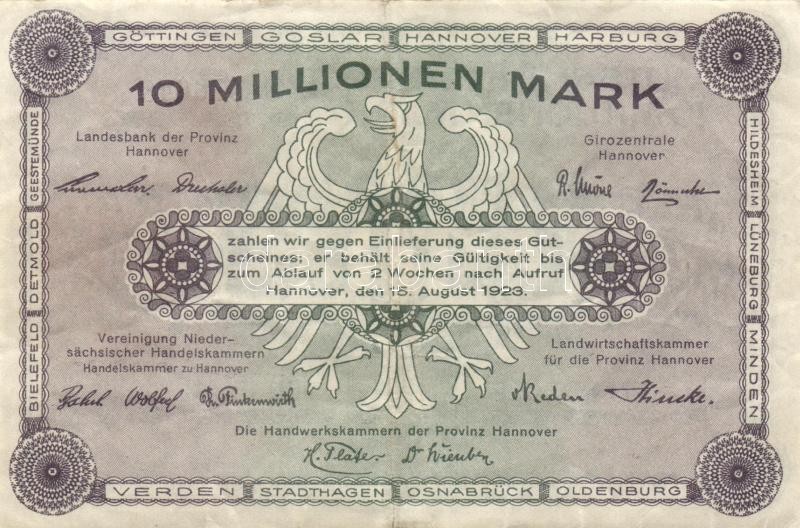 GÖTTINGEN GOSLAR HANNOVER HARBURG
10 MILLIONEN MARK
Landesbank der Provinz
Hannover
Girozentrale
Hannover
zahlen wir gegen Einlieferung dieses Gut-
scheines; er behält seine Gültigkeit bis
zum Ablauf von 2 Wochen nach Aufruf
Hannover, den 15. August 1923.
Vereinigung Nieder-
sächsischer Handelskammern
Handelskammer zu Hannover
Landwirtschaftskammer
für die Provinz Hannover
v Reden
Die Handwerkskammern der Provinz Hannover
H. Plate.
BIELEFELD DETMOLD GEESTEMÜNDE
HILDESHEIM LÜNEBURG MINDEN
VERDEN STADTHAGEN OSNABRÜCK OLDENBURG
darabanth